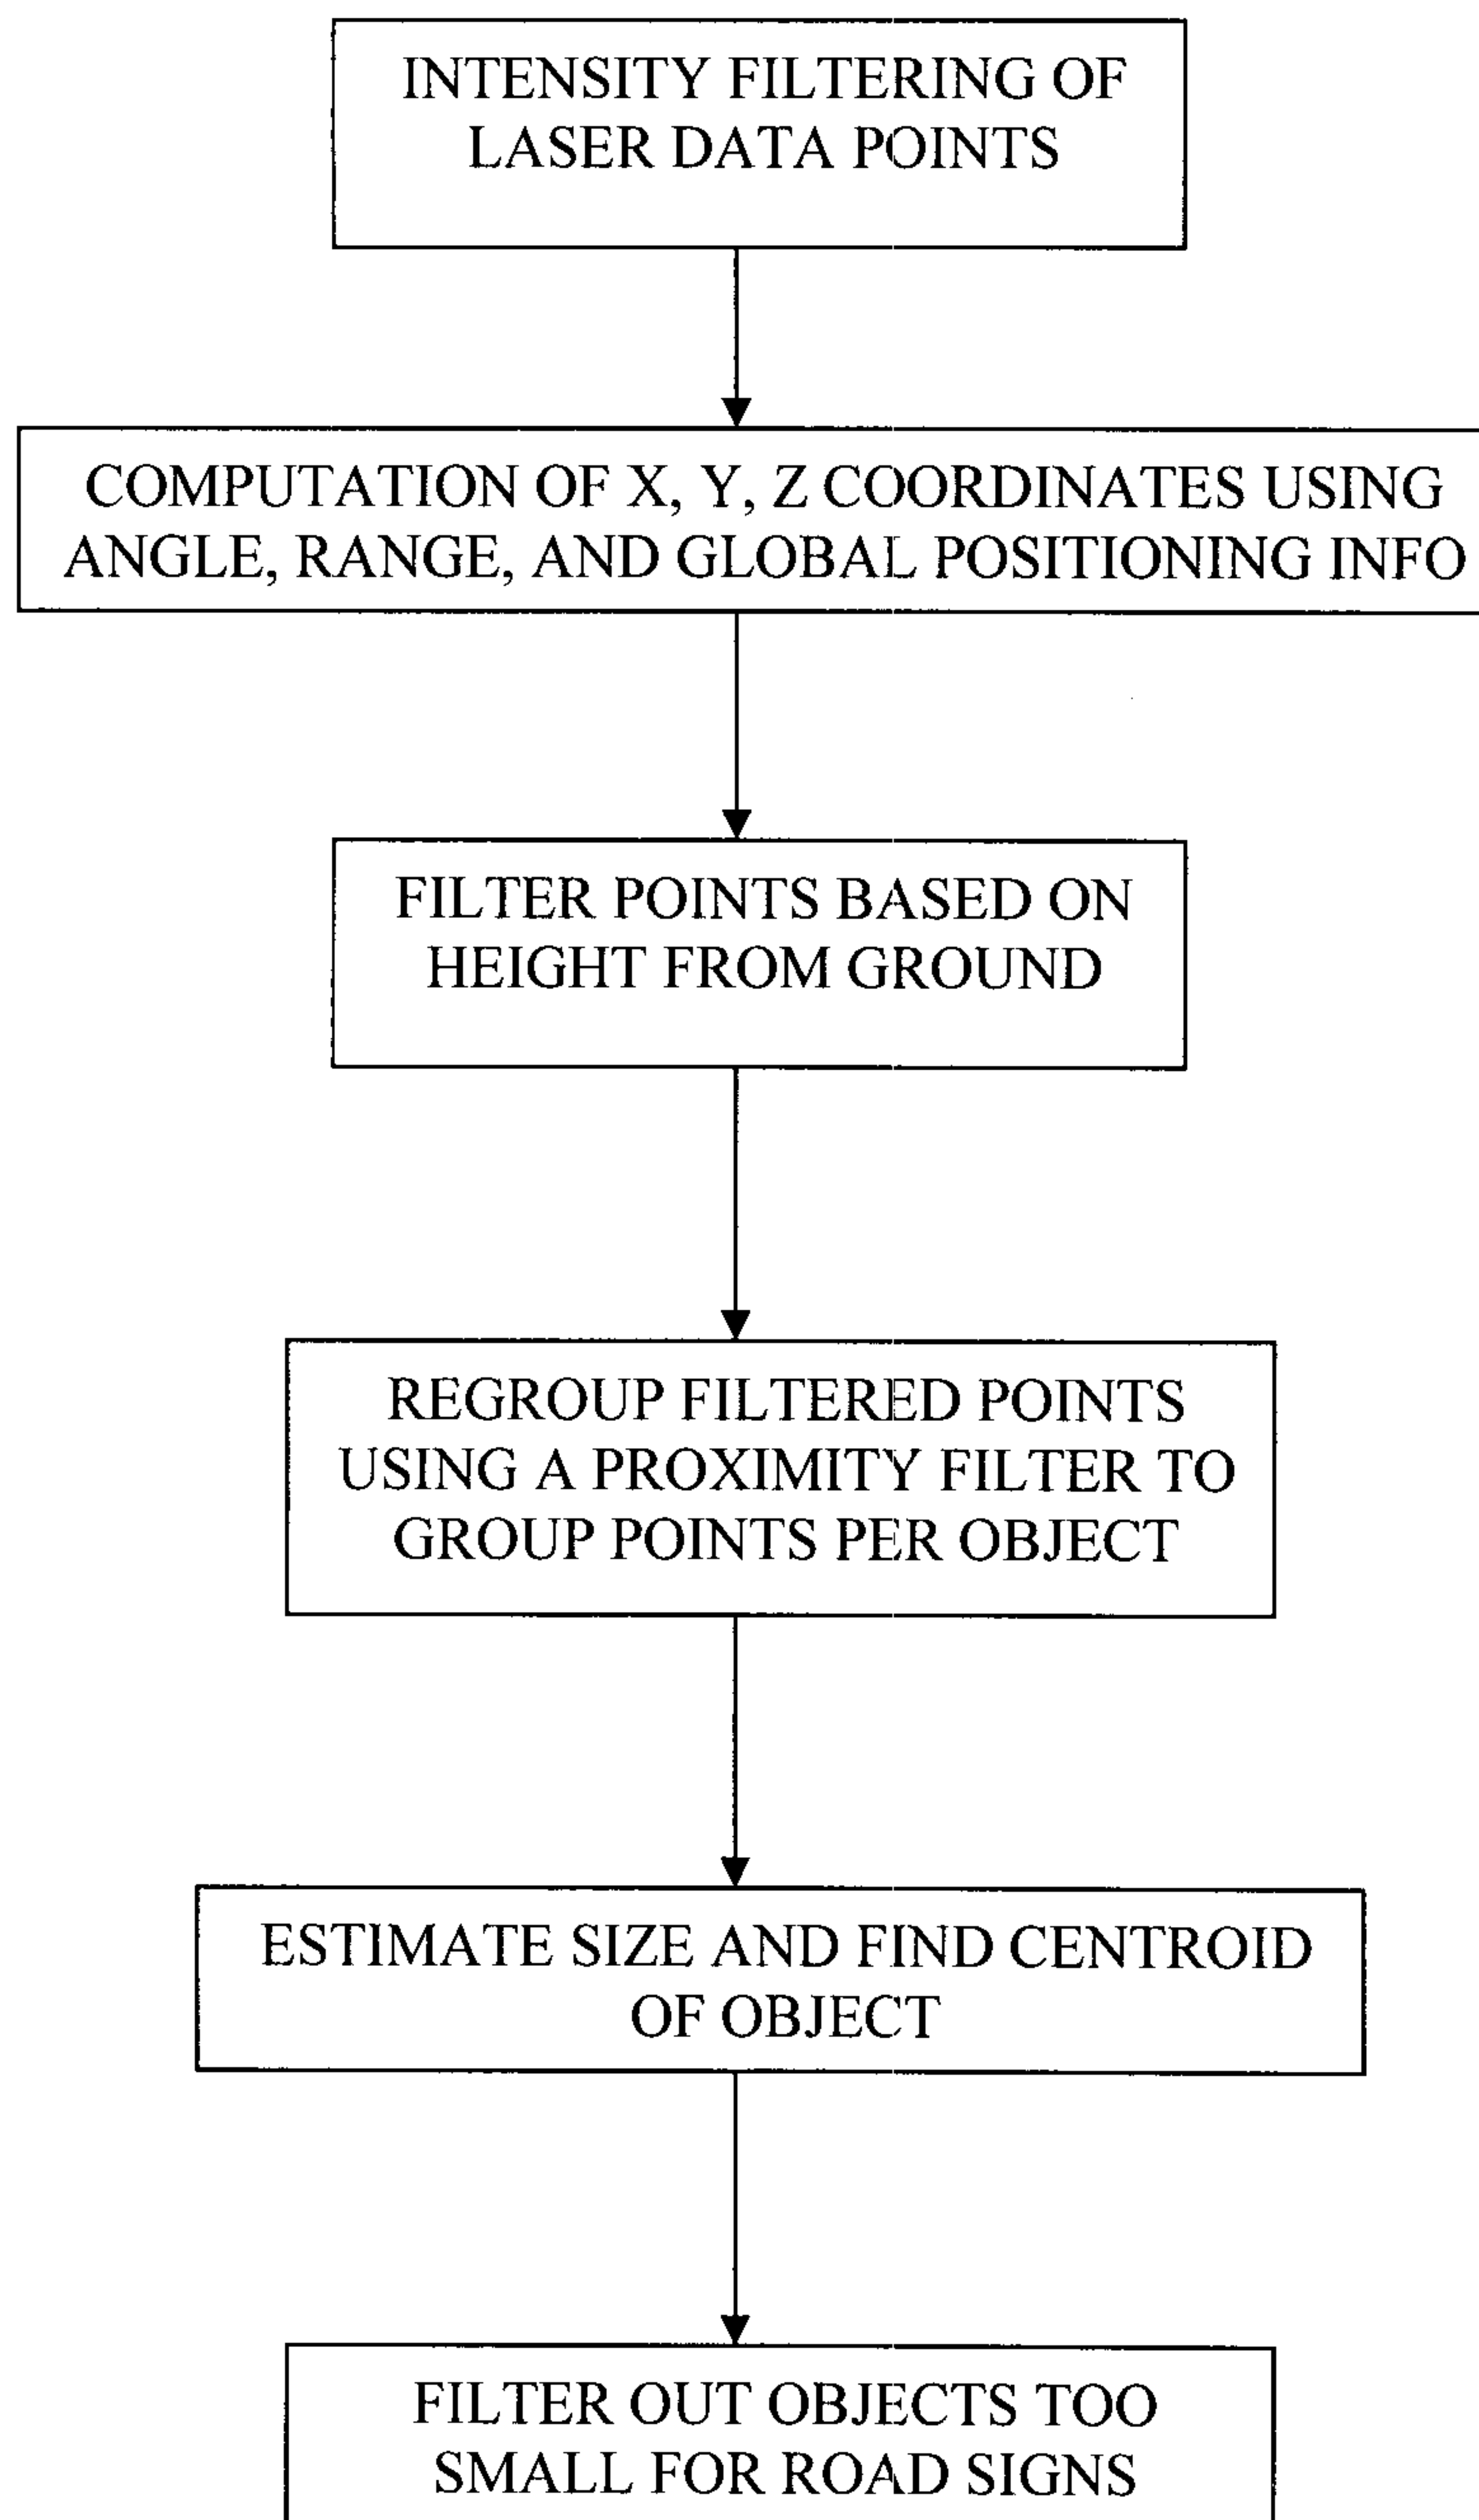 INTENSITY FILTERING OF
LASER DATA POINTS
COMPUTATION OF X, Y, Z COORDINATES USING
ANGLE, RANGE, AND GLOBAL POSITIONING INFO
FILTER POINTS BASED ON
HEIGHT FROM GROUND
REGROUP FILTERED POINTS
USING A PROXIMITY FILTER TO
GROUP POINTS PER OBJECT
ESTIMATE SIZE AND FIND CENTROID
OF OBJECT
FILTER OUT OBJECTS TOO
SMALL FOR ROAD SIGNS